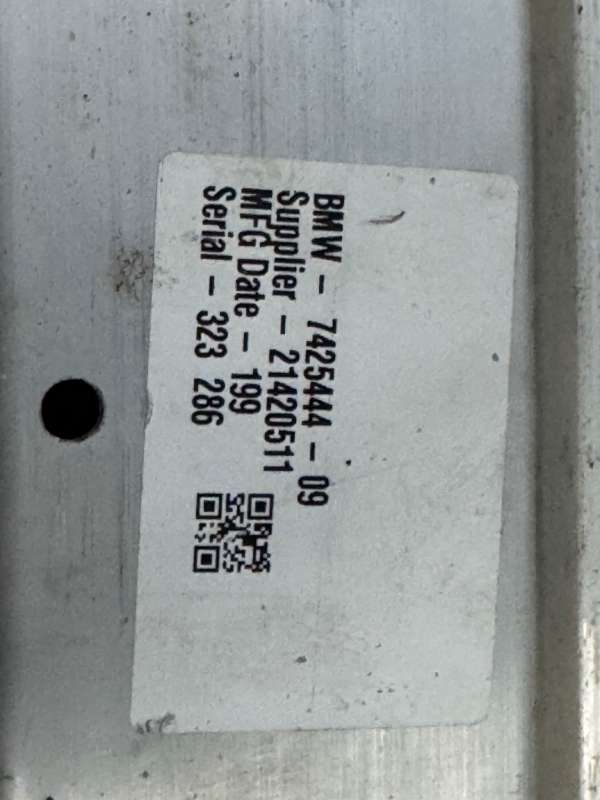 BMW - 7425444 - 09
Supplier - 21420511
MFG Date - 199
Serial - 323 286